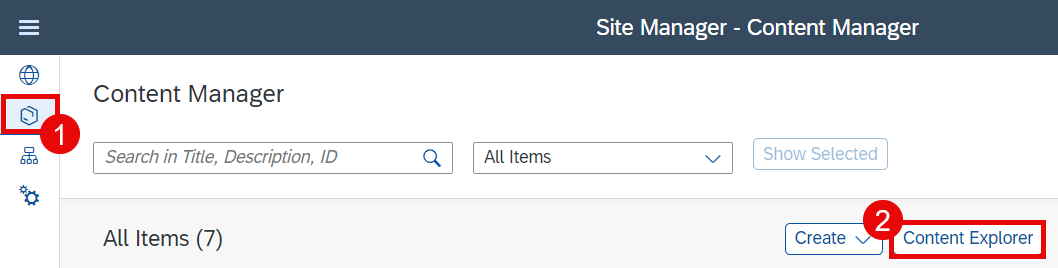 Site Manager - Content Manager
Content Manager
1
Search in Title, Description, ID
All Items
Show Selected
2
All Items (7)
Create
Content Explorer